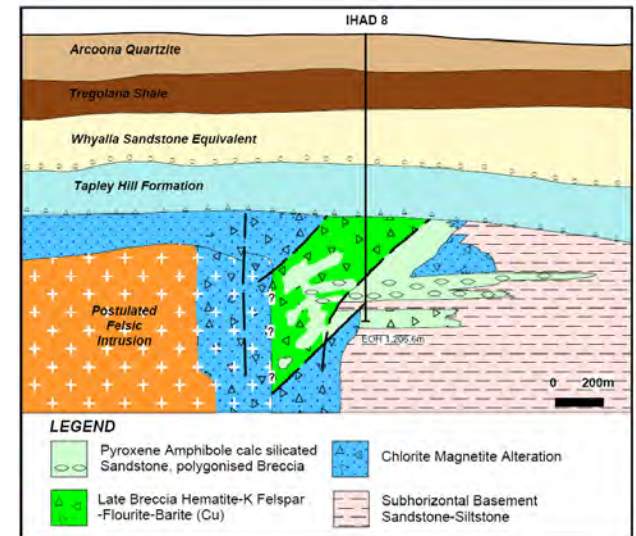 IHAD 8
Arcoona Quartzite
Tregolana Shale
Whyalla Sandstone Equivalent
Tapley Hill Formation
Postulated
Felsic
Intrusion
?
?
?
?
EOH 1,206.6m
0 200m
LEGEND
Pyroxene Amphibole calc silicated
Sandstone, polygonised Breccia
Chlorite Magnetite Alteration
Late Breccia Hematite-K Felspar
-Flourite-Barite (Cu)
Subhorizontal Basement
Sandstone-Siltstone